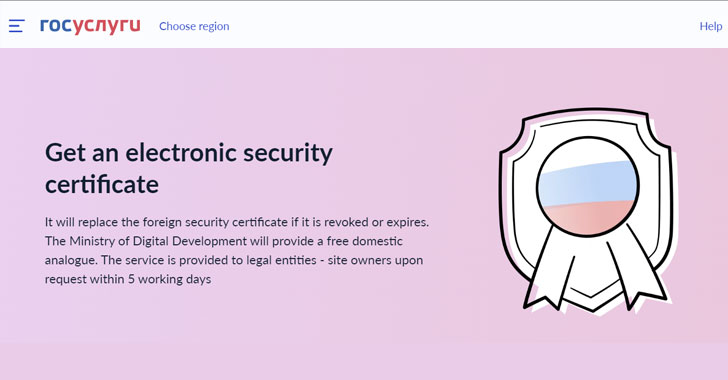 госуслуги
Choose region
Help
Get an electronic security
certificate
It will replace the foreign security certificate if it is revoked or expires.
The Ministry of Digital Development will provide a free domestic
analogue. The service is provided to legal entities - site owners upon
request within 5 working days